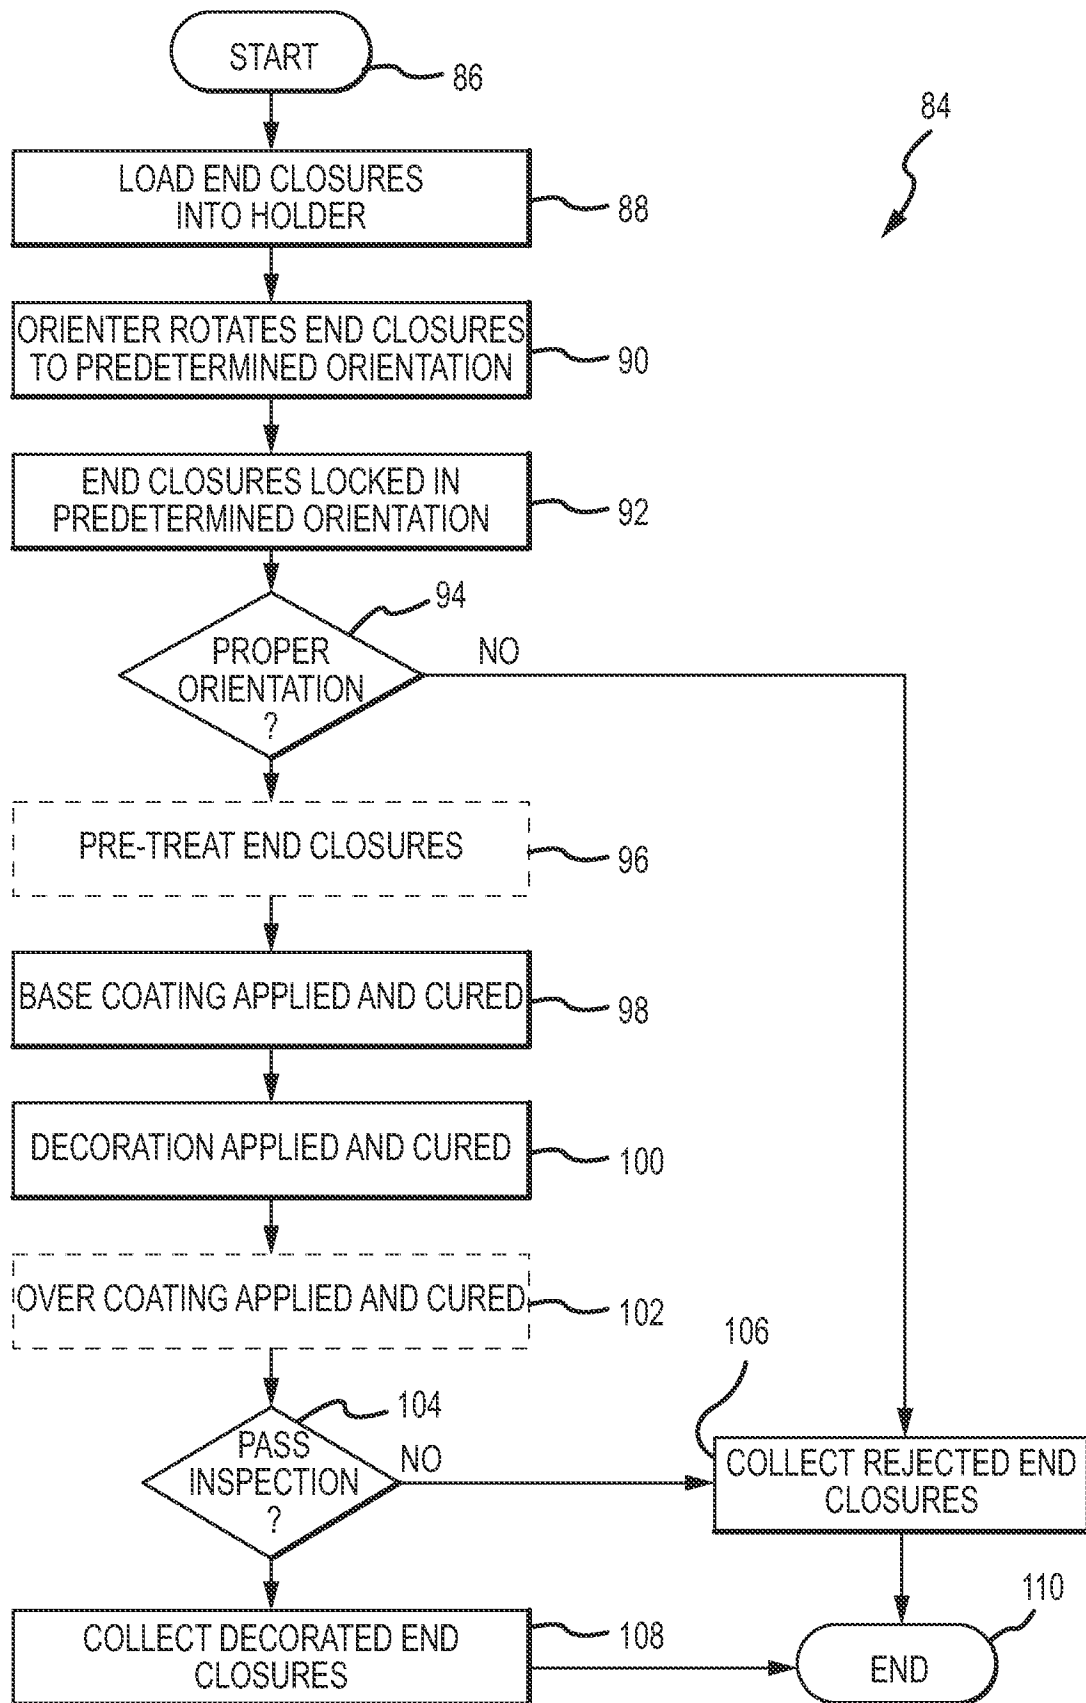 START
86
84
LOAD END CLOSURES
INTO HOLDER
88
ORIENTER ROTATES END CLOSURES
TO PREDETERMINED ORIENTATION
90
END CLOSURES LOCKED IN
PREDETERMINED ORIENTATION
92
94
PROPER
ORIENTATION
?
NO
PRE-TREAT END CLOSURES
96
BASE COATING APPLIED AND CURED
98
DECORATION APPLIED AND CURED
100
OVER COATING APPLIED AND CURED
102
104
PASS
INSPECTION
?
NO
106
COLLECT REJECTED END
CLOSURES
COLLECT DECORATED END
CLOSURES
108
110
END